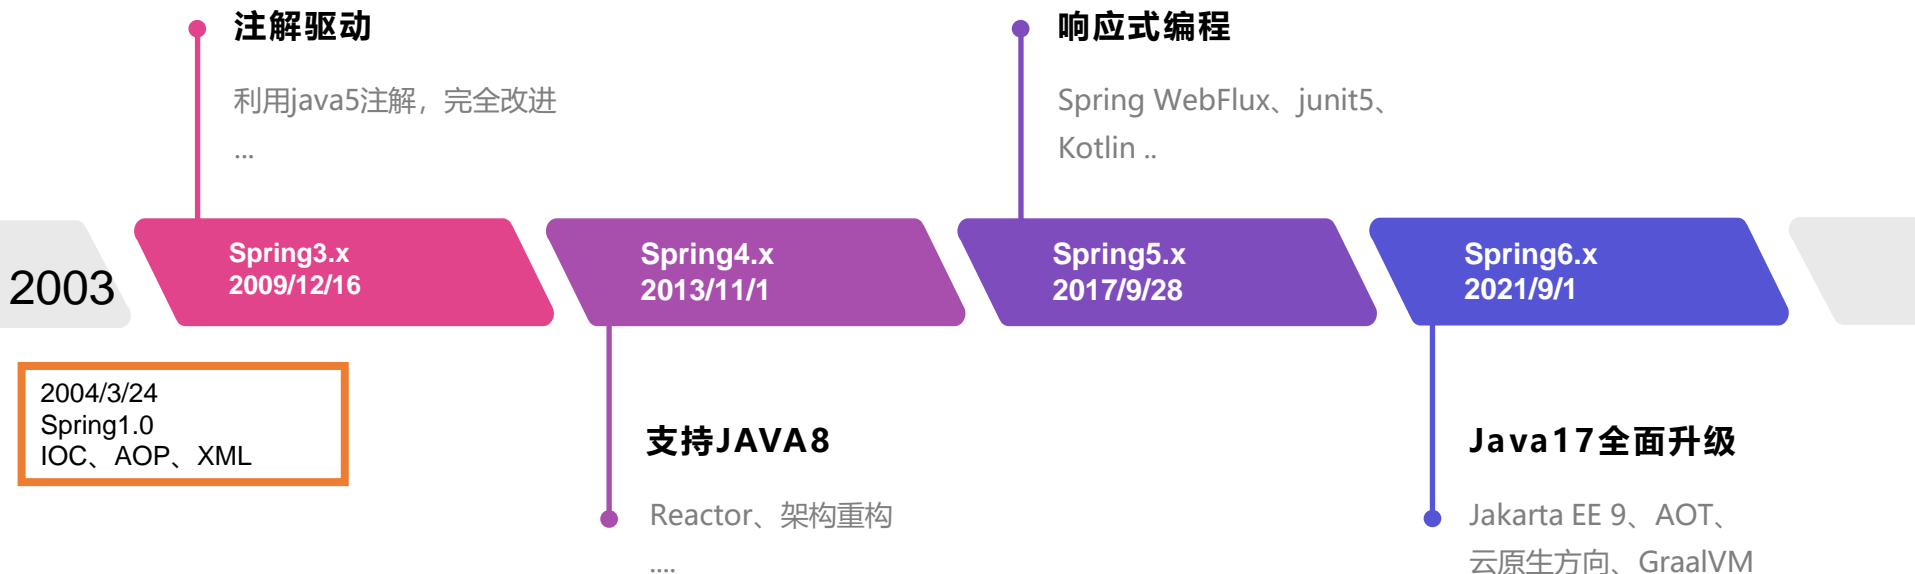 注解驱动
利用java5注解，完全改进
...
响应式编程
Spring WebFlux、junit5、
Kotlin ..
2003
Spring3.x
2009/12/16
Spring4.x
2013/11/1
Spring5.x
2017/9/28
Spring6.x
2021/9/1
2004/3/24
Spring1.0
IOC、AOP、XML
支持JAVA8
Reactor、架构重构
....
Java17全面升级
Jakarta EE 9、AOT、
云原生方向、GraalVM